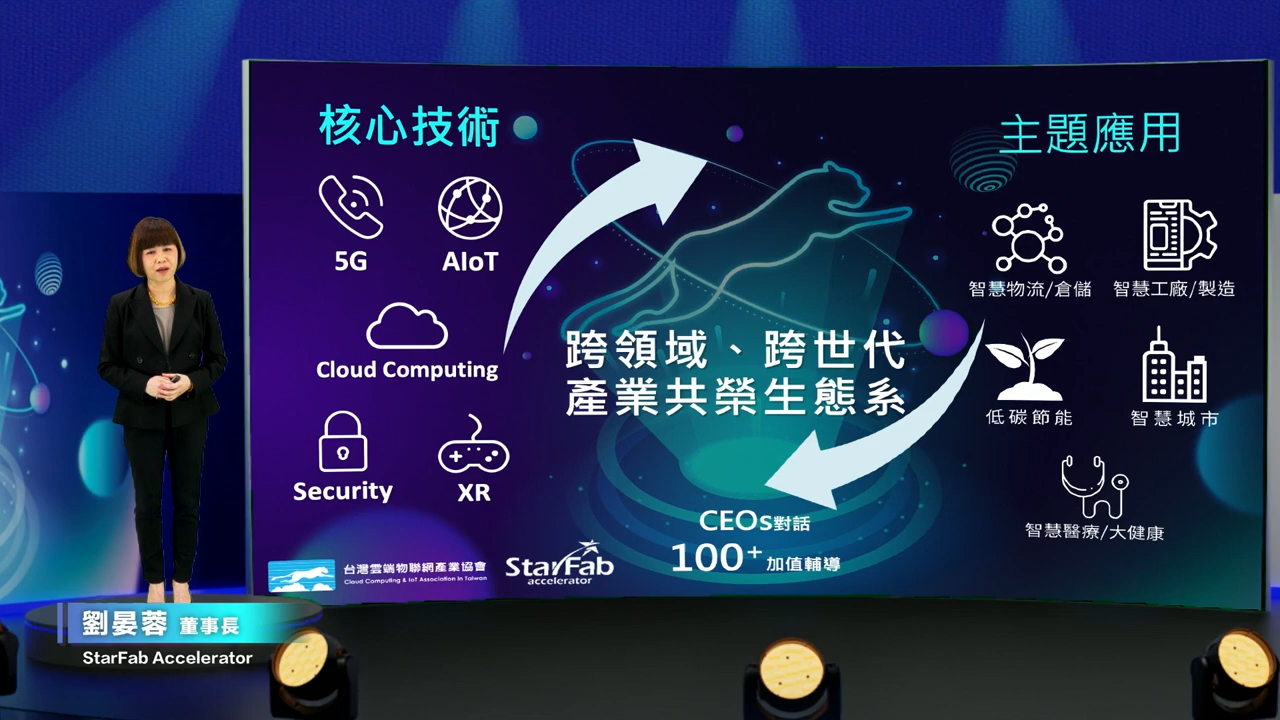 核心技術
5G
AIoT
Cloud Computing
Security
XR
主題應用
智慧物流/倉儲
智慧工廠/製造
低碳節能
智慧城市
智慧醫療/大健康
跨領域、跨世代
產業共榮生態系
CEOs對話
100+ 加值輔導
台灣雲端物聯網產業協會
Cloud Computing & IoT Association in Taiwan
StarFab
accelerator
劉晏蓉 董事長
StarFab Accelerator